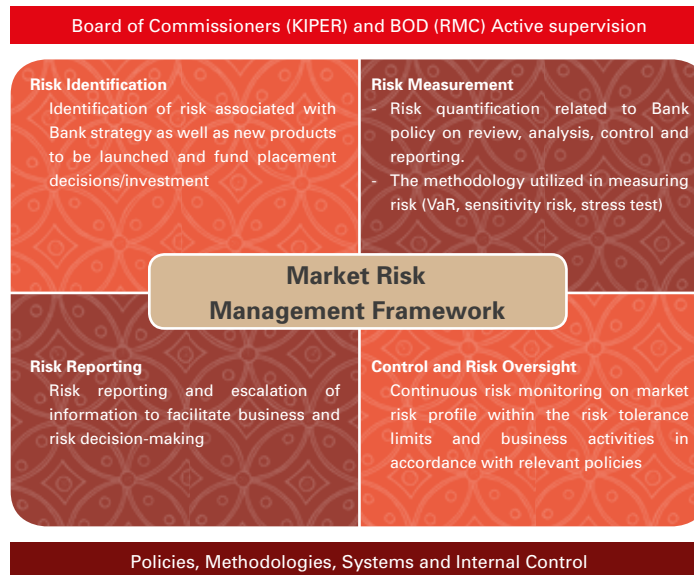 Board of Commissioners (KIPER) and BOD (RMC) Active supervision
Risk Identification
Identification of risk associated with
Bank strategy as well as new products
to be launched and fund placement
decisions/investment
Risk Measurement
- Risk quantification related to Bank
policy on review, analysis, control and
reporting.
- The methodology utilized in measuring
risk (VaR, sensitivity risk, stress test)
Market Risk
Management Framework
Risk Reporting
Risk reporting and escalation of
information to facilitate business and
risk decision-making
Control and Risk Oversight
Continuous risk monitoring on market
risk profile within the risk tolerance
limits and business activities in
accordance with relevant policies
Policies, Methodologies, Systems and Internal Control